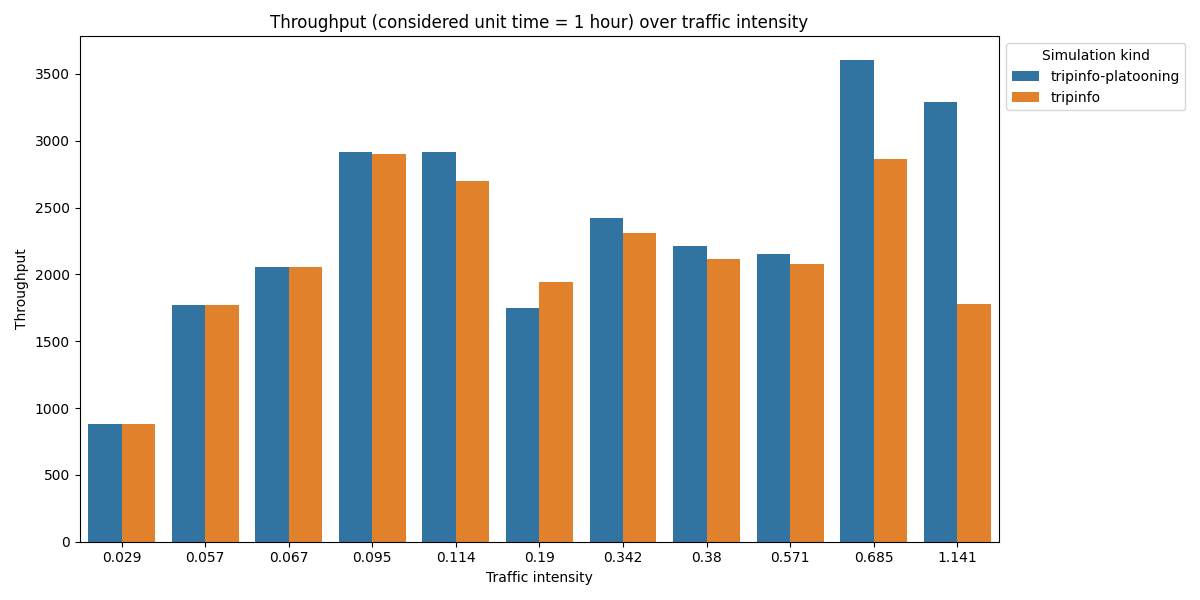 Throughput (considered unit time = 1 hour) over traffic intensity
Simulation kind
tripinfo-platooning
tripinfo
Throughput
3500
3000
2500
2000
1500
1000
500
0
0.029 0.057 0.067 0.095 0.114 0.19 0.342 0.38 0.571 0.685 1.141
Traffic intensity